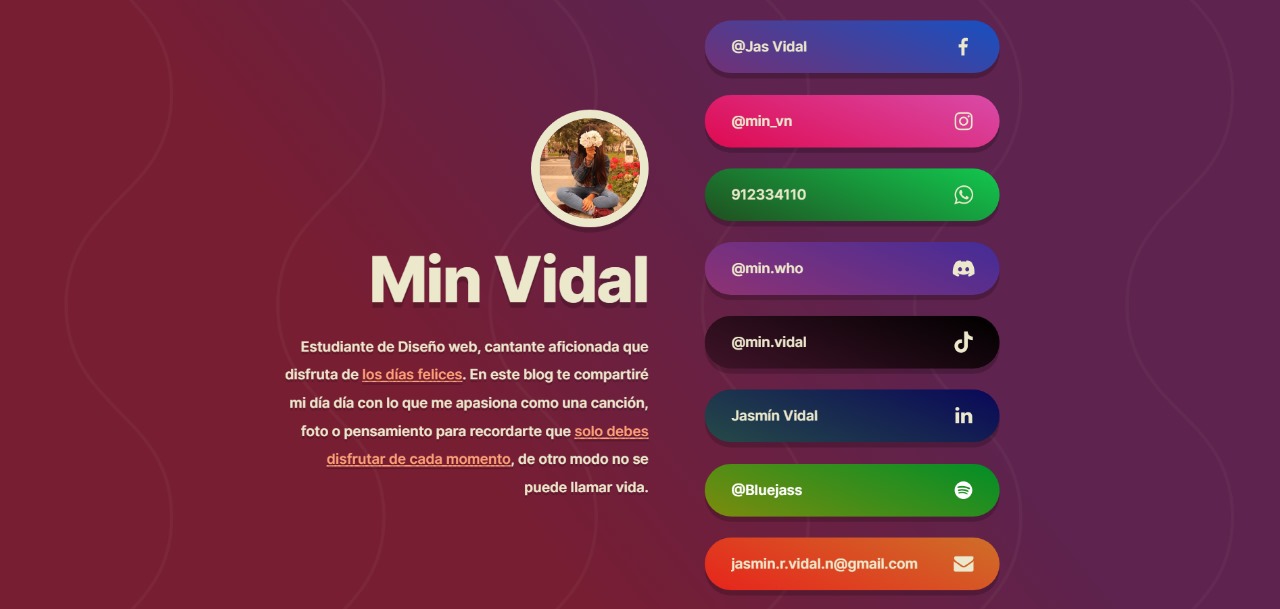 Min Vidal
Estudiante de Diseño web, cantante aficionada que
disfruta de los días felices. En este blog te compartiré
mi día día con lo que me apasiona como una canción,
foto o pensamiento para recordarte que solo debes
disfrutar de cada momento, de otro modo no se
puede llamar vida.
@Jas Vidal
@min_vn
912334110
@min.who
@min.vidal
Jasmín Vidal
@Bluejass
jasmin.r.vidal.n@gmail.com